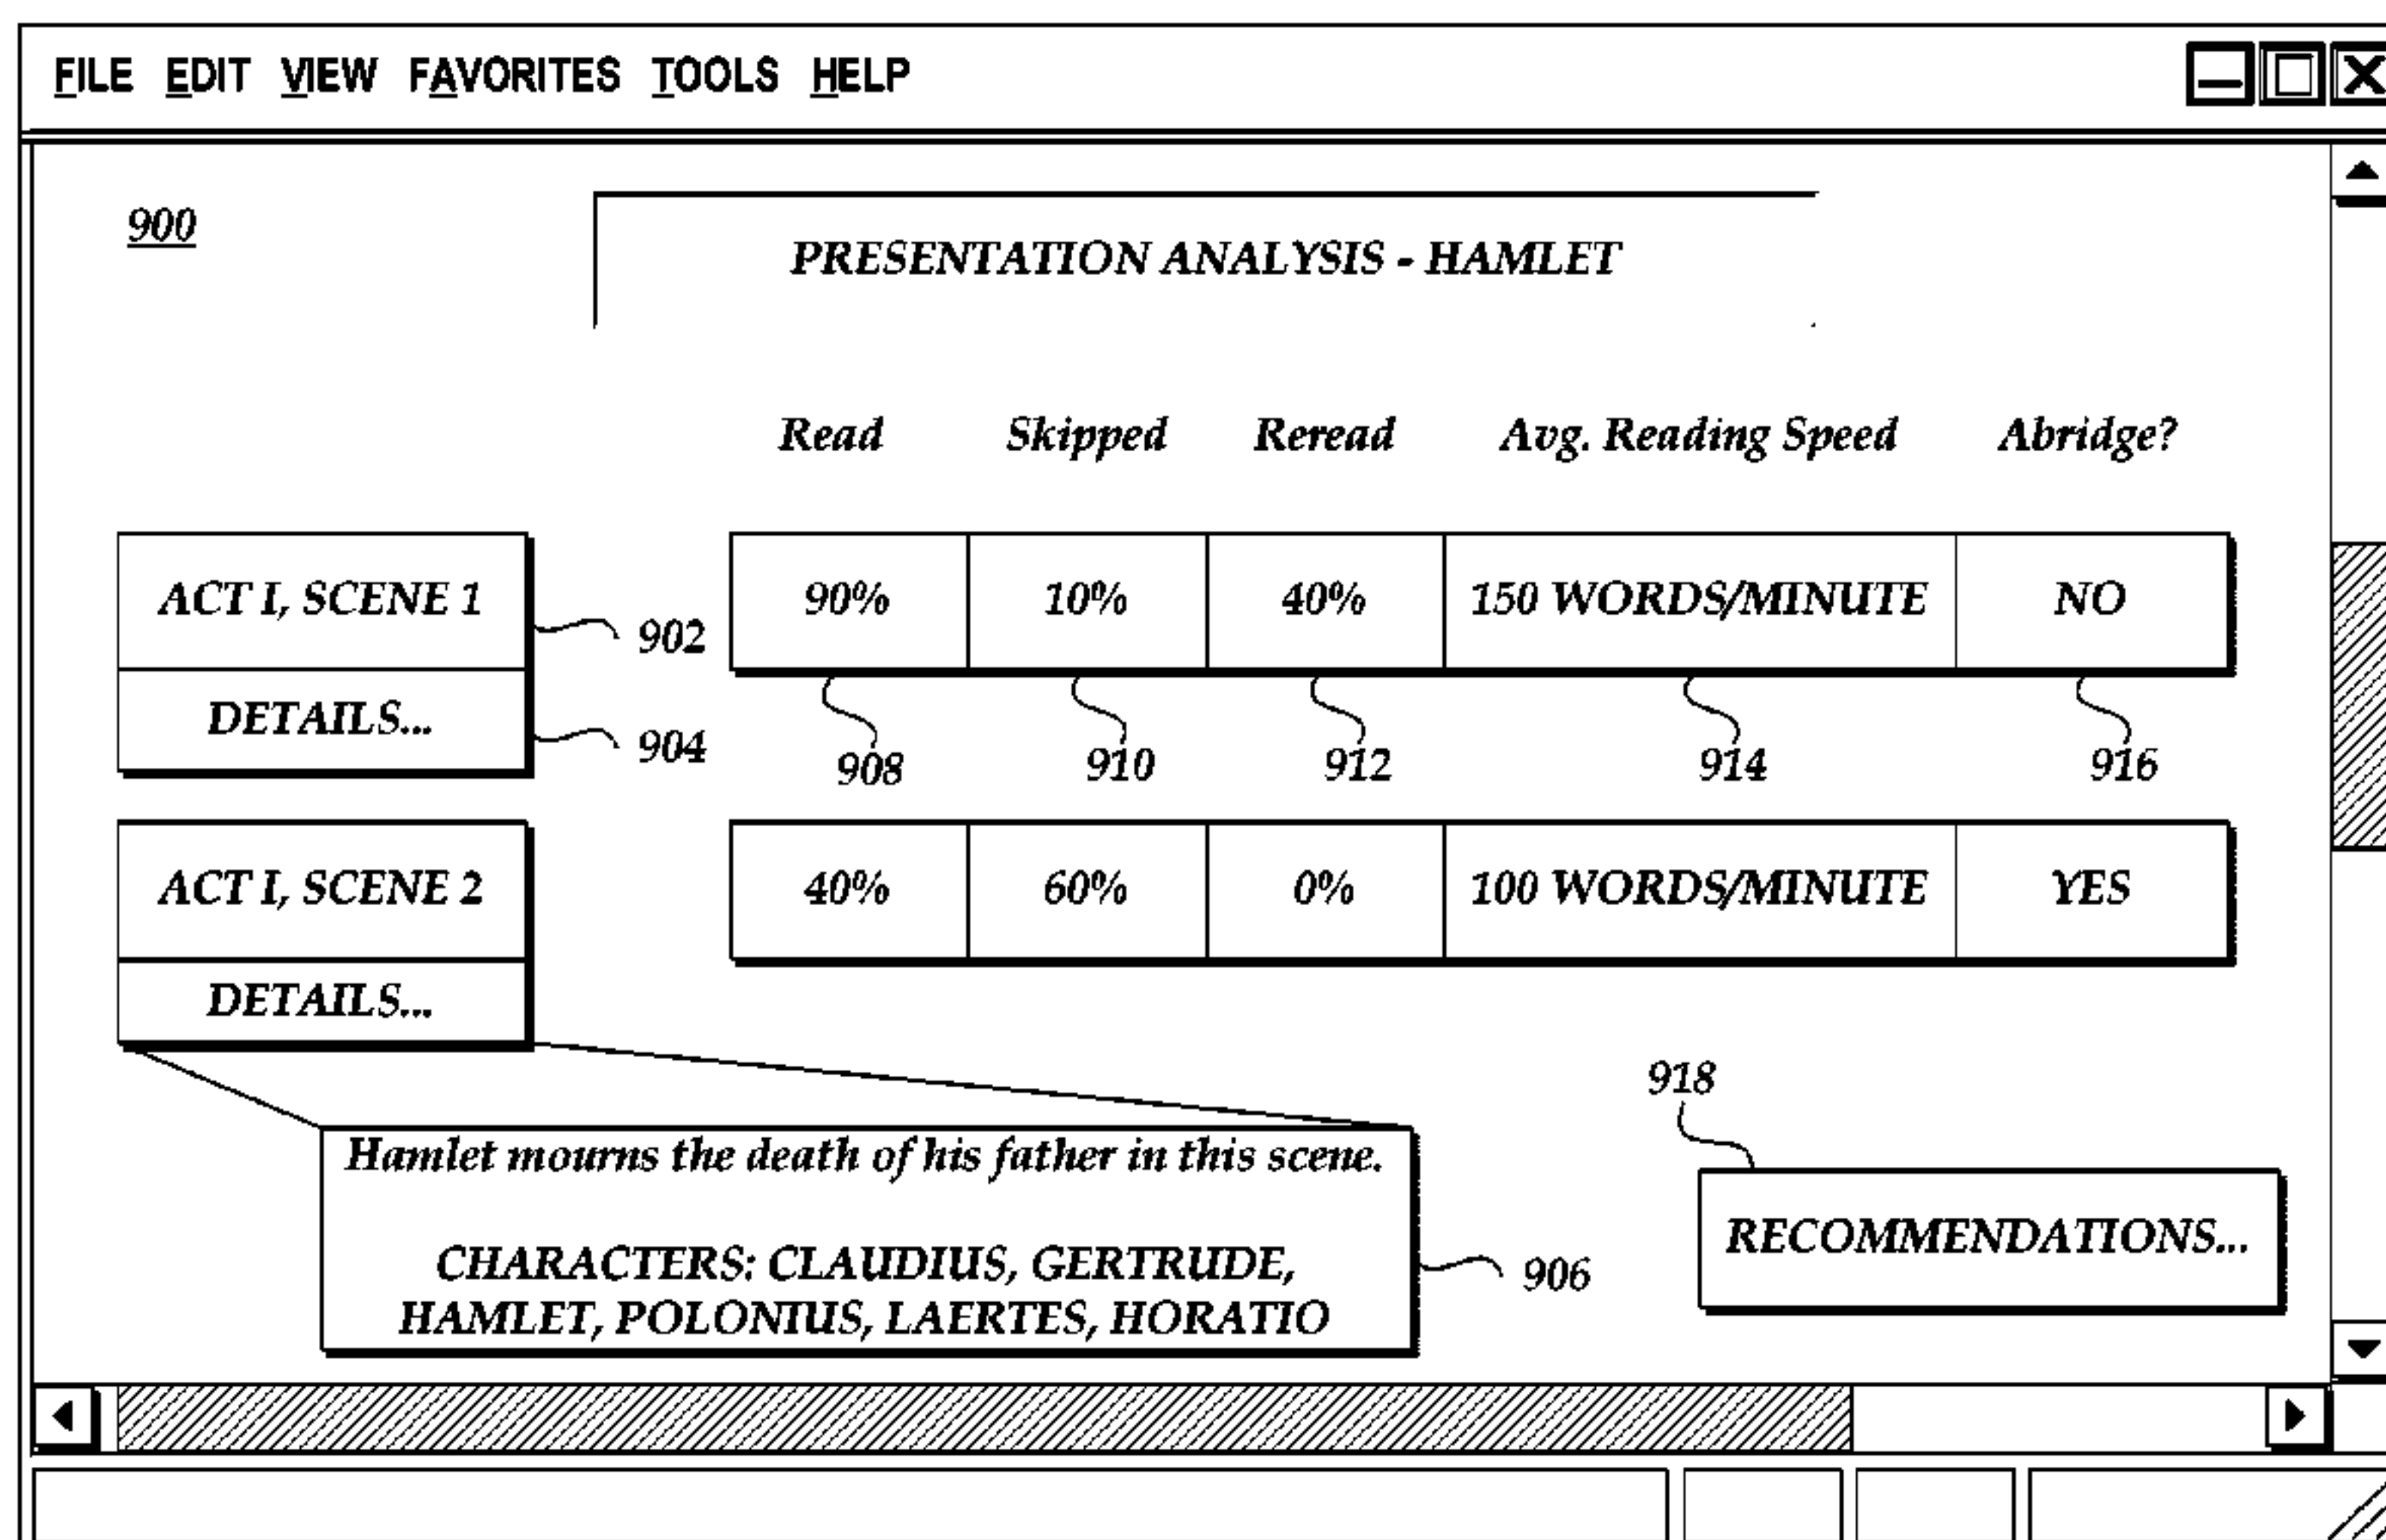 FILE EDIT VIEW FAVORITES TOOLS HELP
900
PRESENTATION ANALYSIS - HAMLET
Read Skipped Reread Avg. Reading Speed Abridge?
ACT I, SCENE 1 902 90% 10% 40% 150 WORDS/MINUTE NO
DETAILS... 904
908 910 912 914 916
ACT I, SCENE 2 40% 60% 0% 100 WORDS/MINUTE YES
DETAILS...
918
Hamlet mourns the death of his father in this scene.
CHARACTERS: CLAUDIUS, GERTRUDE,
HAMLET, POLONIUS, LAERTES, HORATIO
906
RECOMMENDATIONS...